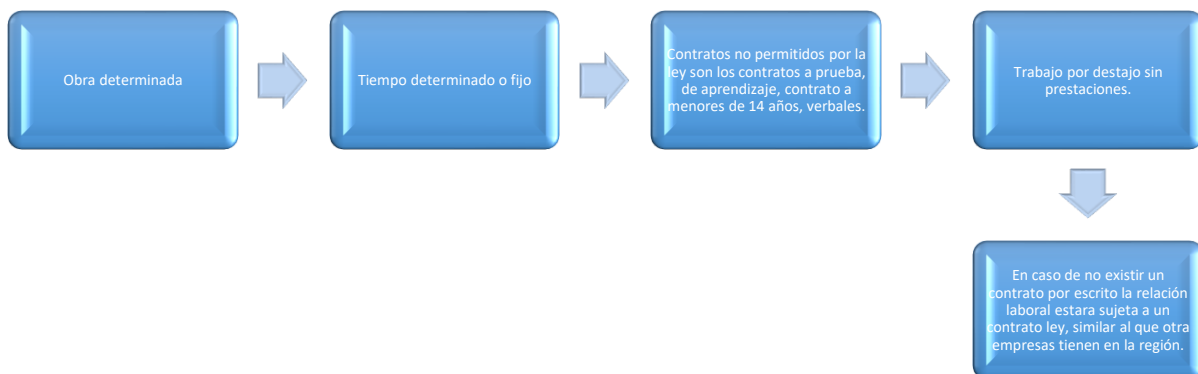 Obra determinada
Tiempo determinado o fijo
Contratos no permitidos por la
ley son los contratos a prueba,
de aprendizaje, contrato a
menores de 14 años, verbales.
Trabajo por destajo sin
prestaciones.
En caso de no existir un
contrato por escrito la relación
laboral estara sujeta a un
contrato ley, similar al que otra
empresas tienen en la región.